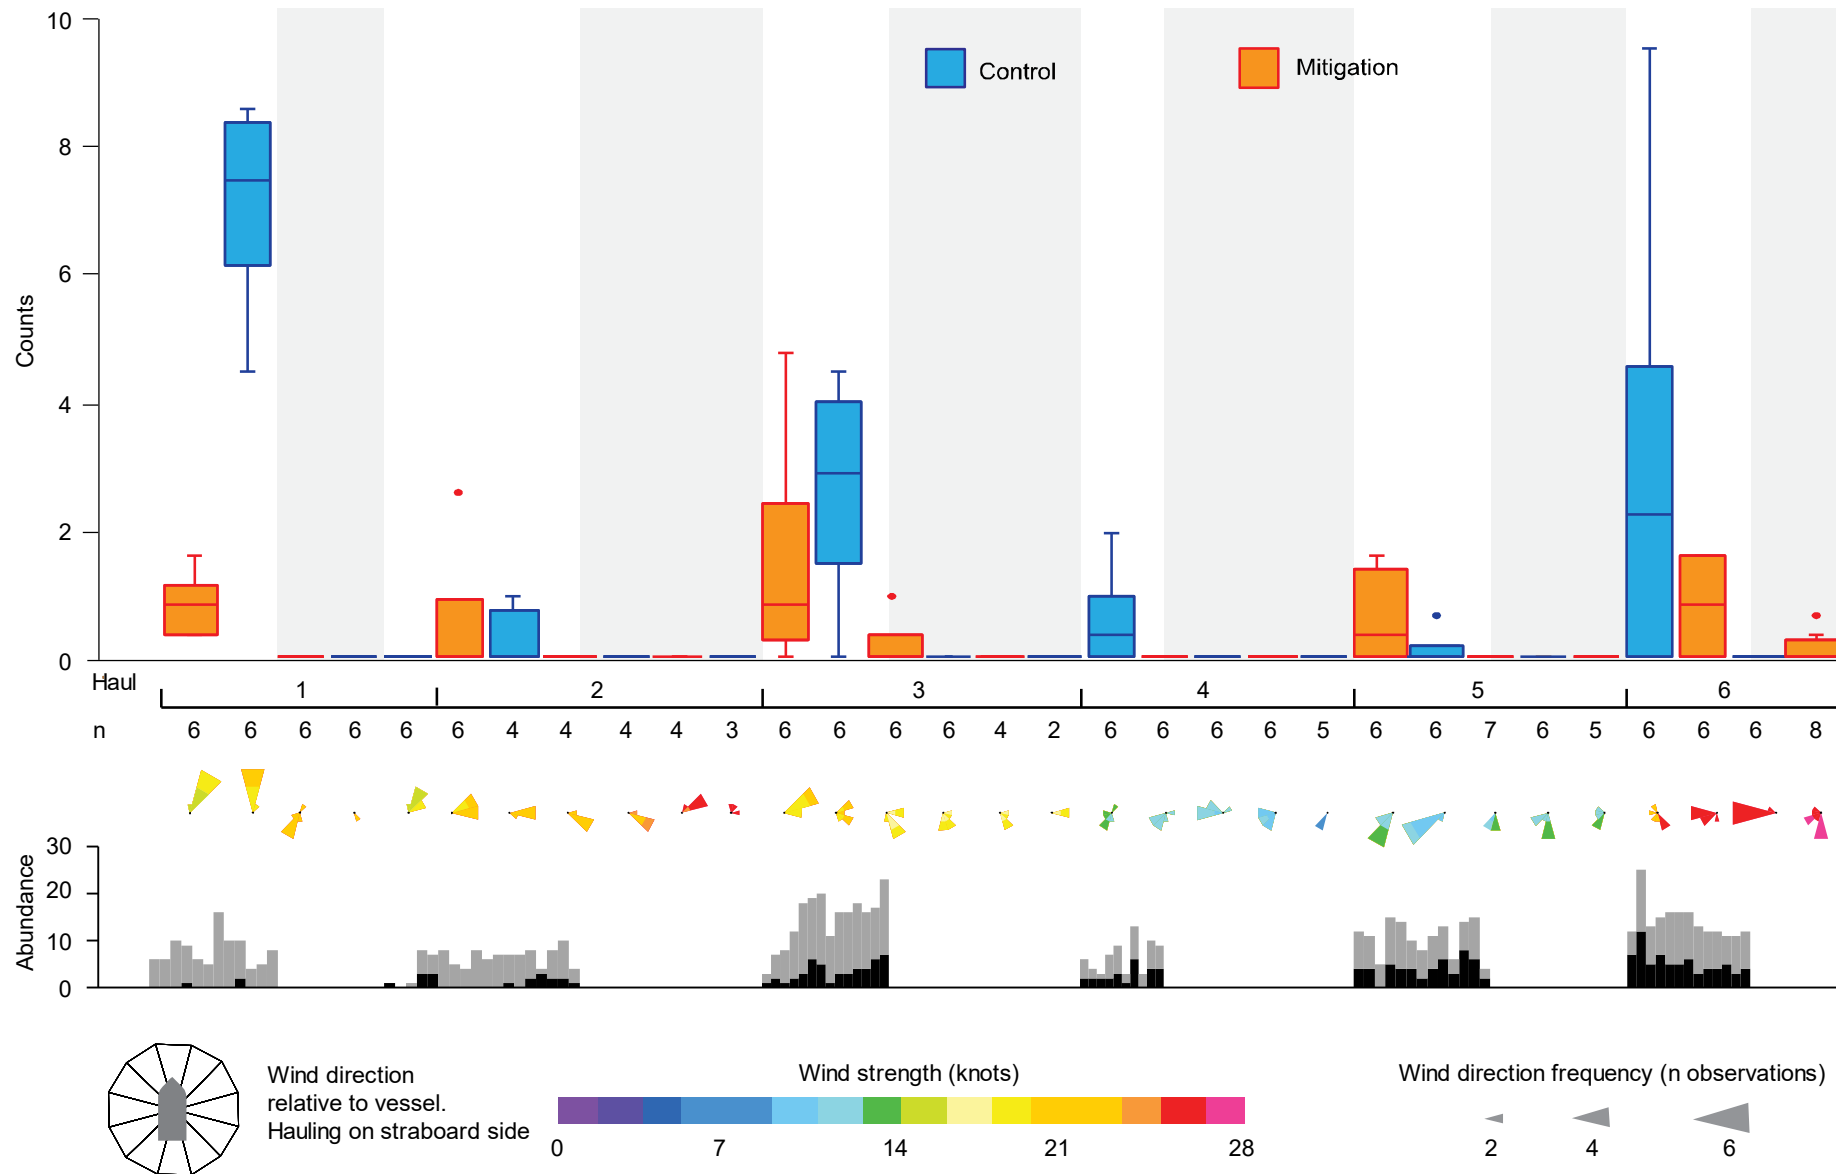 10
Control
Mitigation
8
6
4
2
0
Counts
Haul 1 2 3 4 5 6
n 6 6 6 6 6 6 4 4 4 4 3 6 6 6 6 4 2 6 6 6 6 5 6 6 7 6 5 6 6 6 8
30
20
10
0
Abundance
Wind direction
relative to vessel.
Hauling on straboard side
Wind strength (knots)
0 7 14 21 28
Wind direction frequency (n observations)
2 4 6